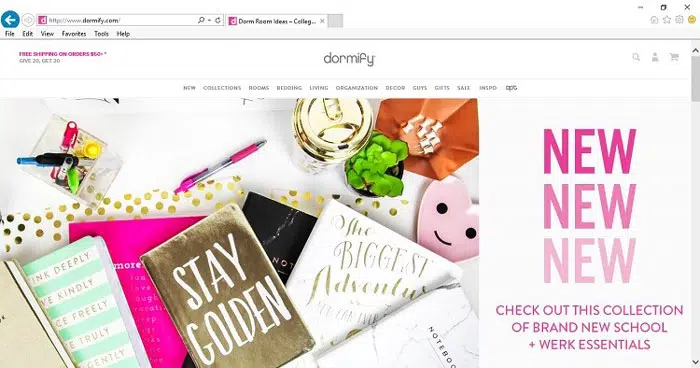 http://www.dormify.com/
Dorm Room Ideas – Colleg...
File Edit View Favorites Tools Help
FREE SHIPPING ON ORDERS $50+*
GIVE 20, GET 20
dormify
NEW COLLECTIONS ROOMS BEDDING LIVING ORGANIZATION DECOR GUYS GIFTS SALE INSPO apt.
NEW
NEW
NEW
CHECK OUT THIS COLLECTION
OF BRAND NEW SCHOOL
+ WERK ESSENTIALS
INK DEEPLY
VE KINDLY
CE FREELY
BE TRULY
GENTLY
more
STAY
GOLDEN
NOT
The
BIGGEST
Adventu
NOTEBOOK